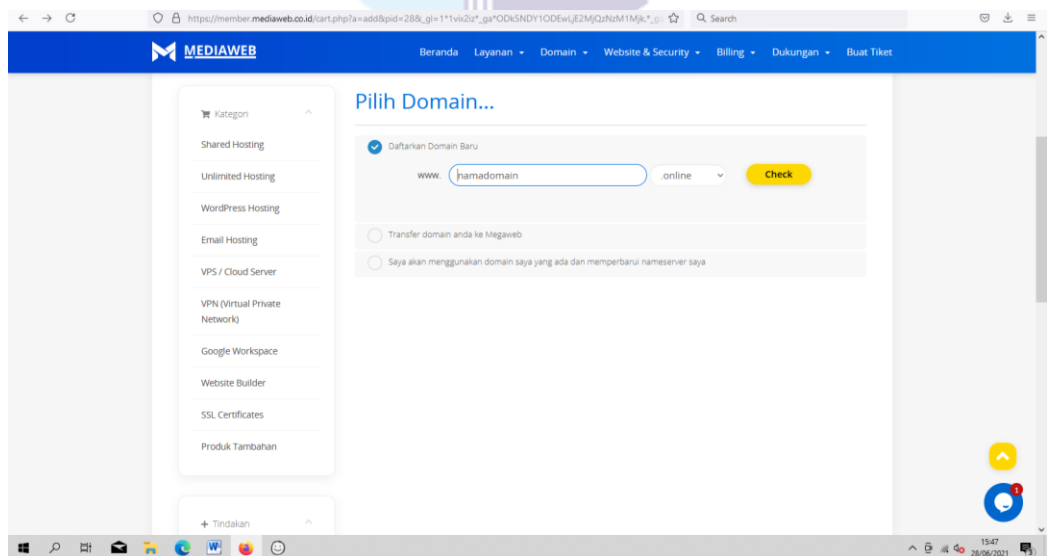 https://member.mediaweb.co.id/cart.php?a=add&pid=28&_gl=1*1vix2iz*_ga*ODk5NDY1ODEwLjE2MjQzNzM1Mjk.*_g
Search
MEDIAWEB
Beranda Layanan Domain Website & Security Billing Dukungan Buat Tiket
Kategori
Shared Hosting
Unlimited Hosting
WordPress Hosting
Email Hosting
VPS / Cloud Server
VPN (Virtual Private
Network)
Google Workspace
Website Builder
SSL Certificates
Produk Tambahan
+ Tindakan
Pilih Domain...
Daftarkan Domain Baru
www. namadomain .online Check
Transfer domain anda ke Megaweb
Saya akan menggunakan domain saya yang ada dan memperbarui nameserver saya
1
15:47
28/06/2021